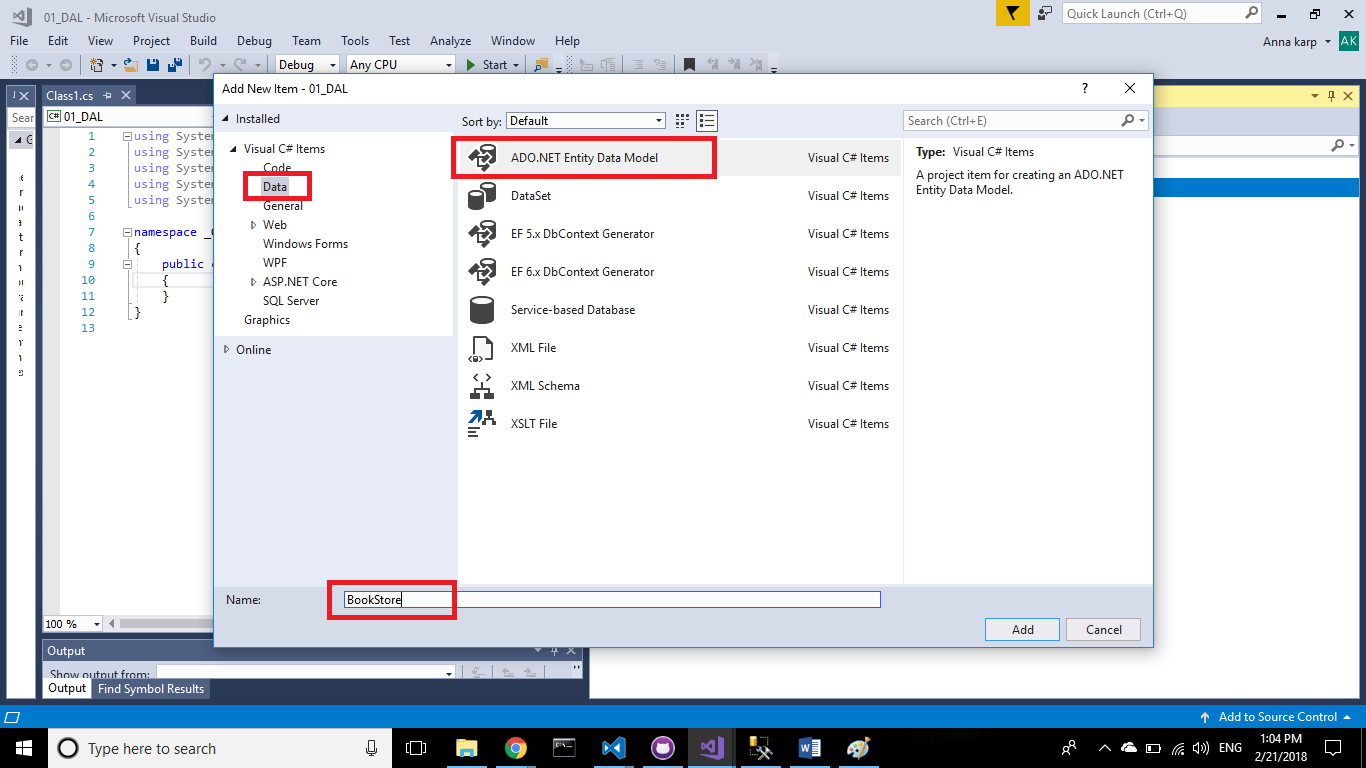 01_DAL - Microsoft Visual Studio
Quick Launch (Ctrl+Q)
File Edit View Project Build Debug Team Tools Test Analyze Window Help
Anna karp AK
Debug Any CPU Start
Class1.cs
Sear
C# 01_DAL
1 using System
2 using System
3 using System
4 using System
5 using System
6
7 namespace
8 {
9 public
10 {
11 }
12 }
13
100 %
Add New Item - 01_DAL
?
Installed
Visual C# Items
Code
Data
General
Web
Windows Forms
WPF
ASP.NET Core
SQL Server
Graphics
Online
Sort by: Default
Search (Ctrl+E)
ADO.NET Entity Data Model Visual C# Items
DataSet Visual C# Items
EF 5.x DbContext Generator Visual C# Items
EF 6.x DbContext Generator Visual C# Items
Service-based Database Visual C# Items
XML File Visual C# Items
XML Schema Visual C# Items
XSLT File Visual C# Items
Type: Visual C# Items
A project item for creating an ADO.NET
Entity Data Model.
Name: BookStore
Add Cancel
Output
Show output from:
Output Find Symbol Results
Add to Source Control
Type here to search
ENG
1:04 PM
2/21/2018